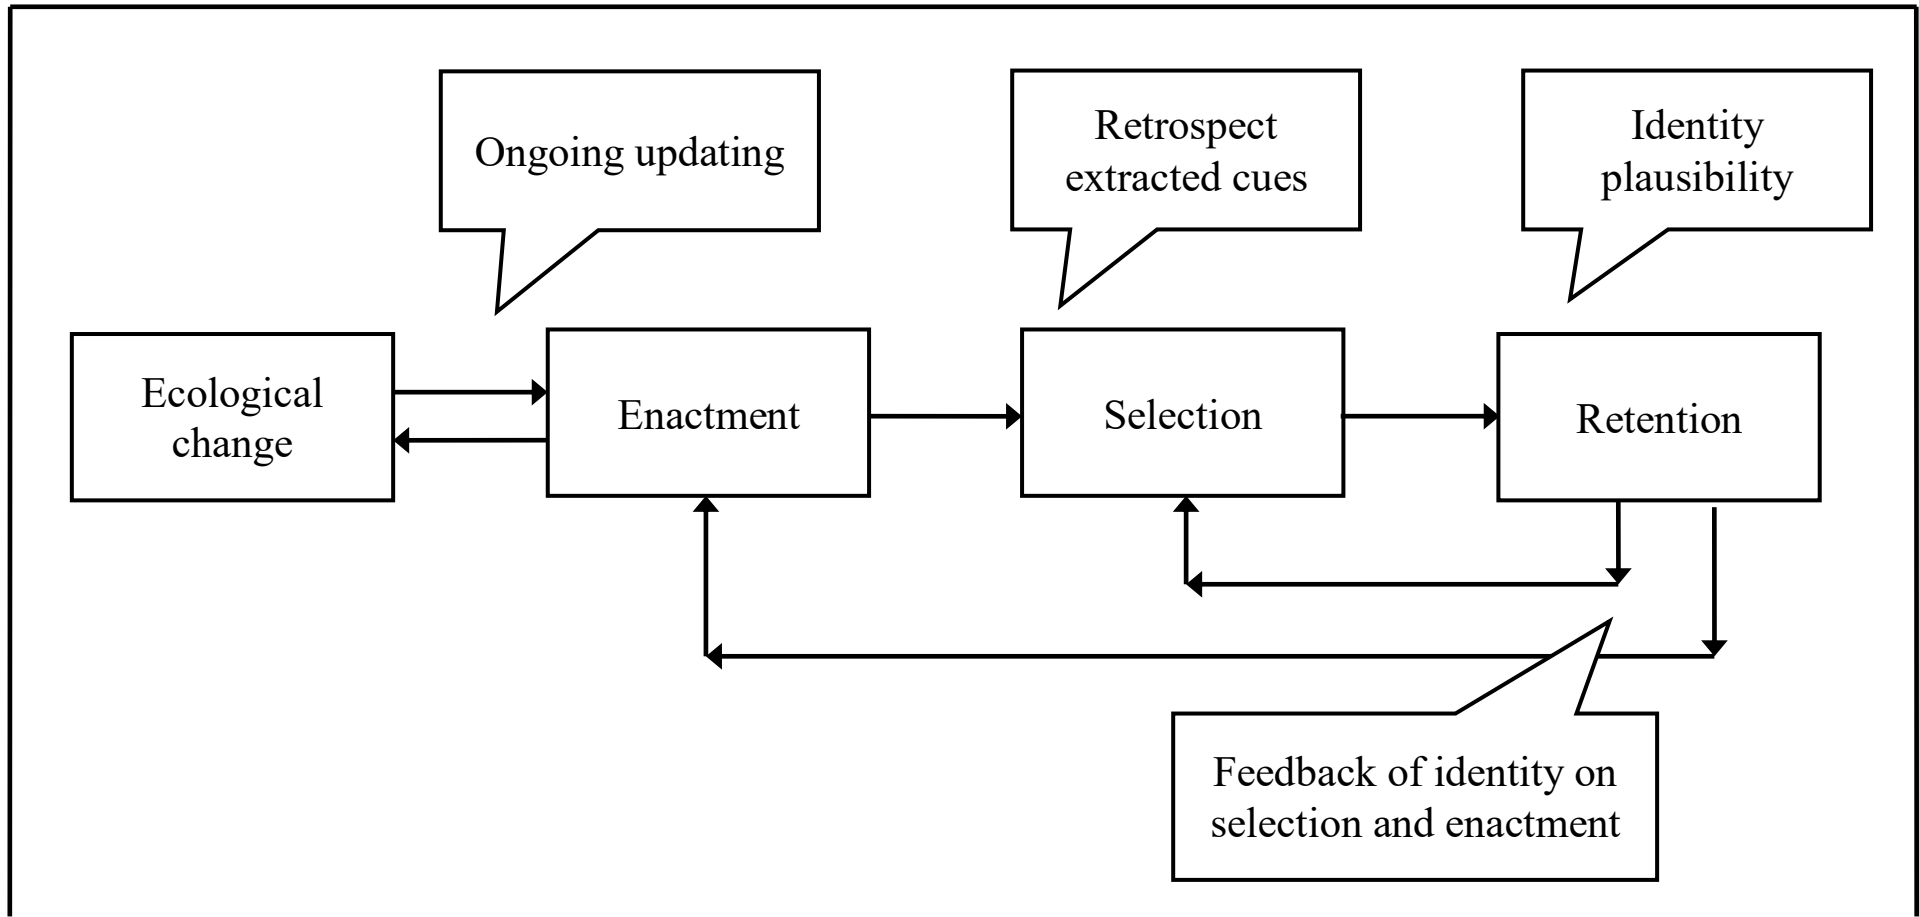 Ongoing updating
Retrospect
extracted cues
Identity
plausibility
Ecological
change
Enactment
Selection
Retention
Feedback of identity on
selection and enactment